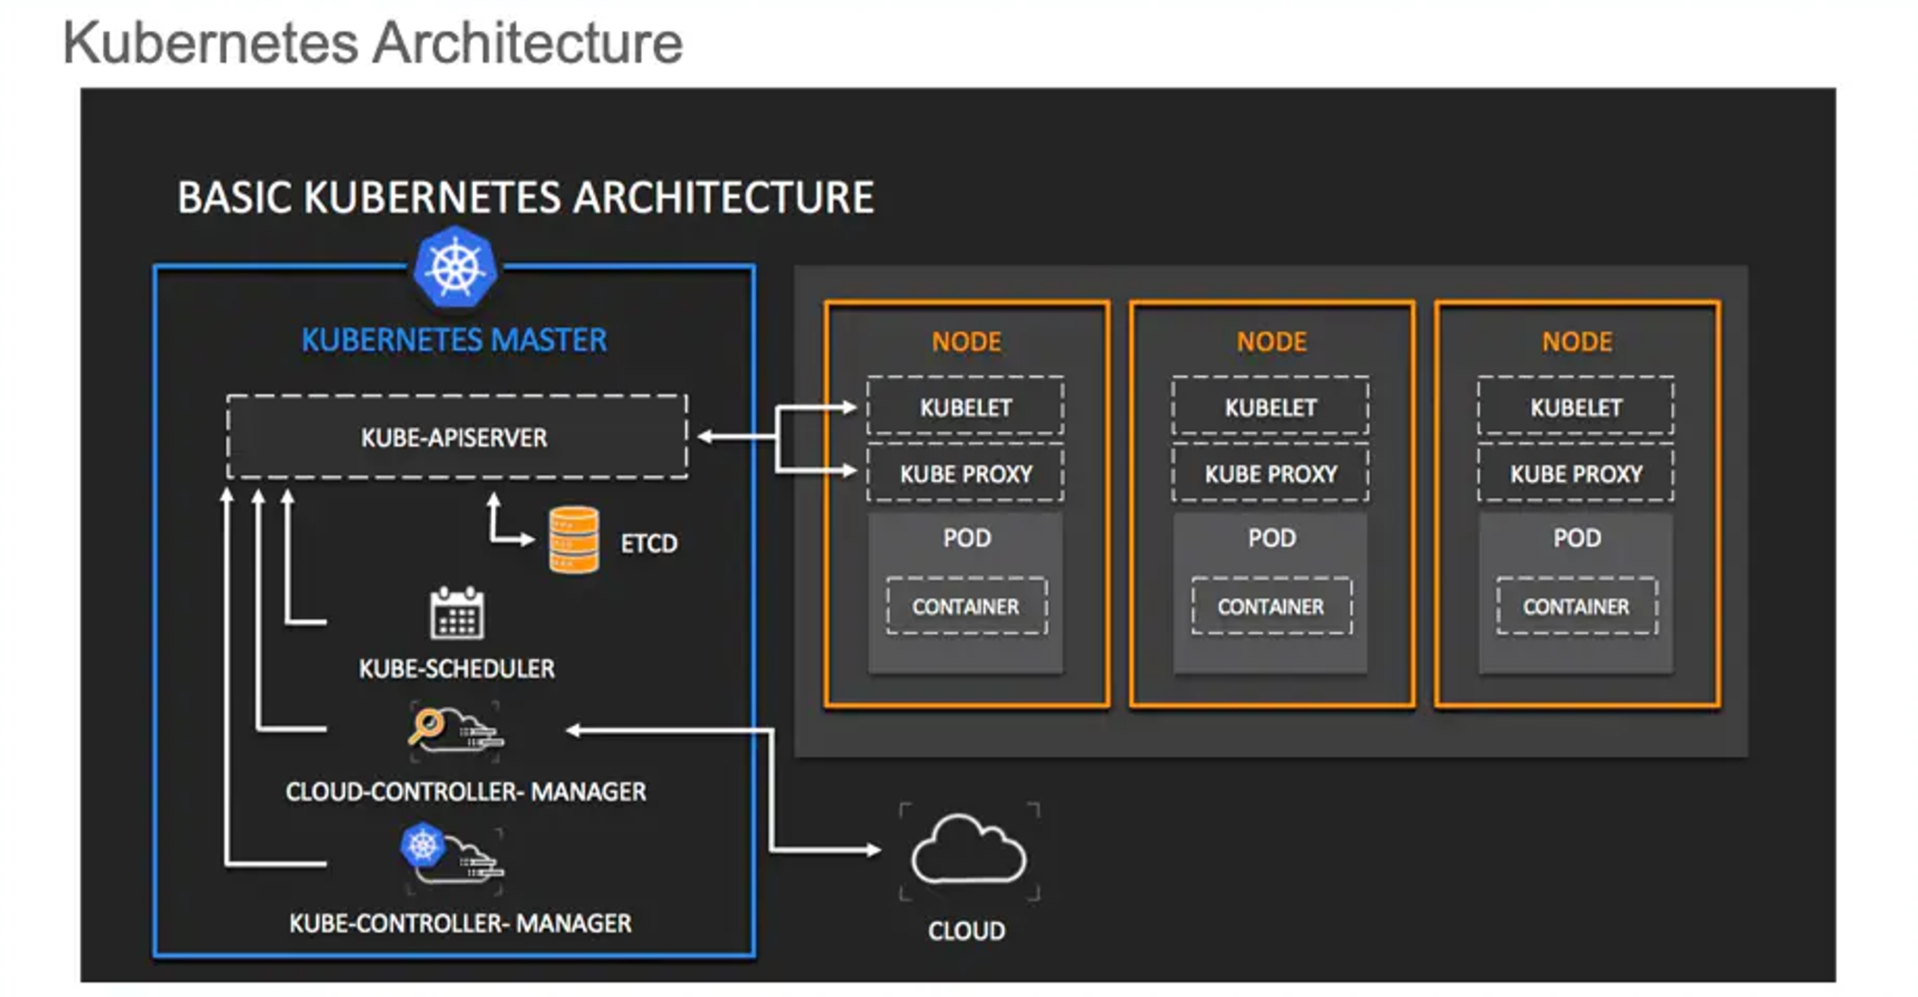 Kubernetes Architecture
BASIC KUBERNETES ARCHITECTURE
KUBERNETES MASTER
KUBE-APISERVER
ETCD
KUBE-SCHEDULER
CLOUD-CONTROLLER- MANAGER
KUBE-CONTROLLER- MANAGER
NODE
KUBELET
KUBE PROXY
POD
CONTAINER
NODE
KUBELET
KUBE PROXY
POD
CONTAINER
NODE
KUBELET
KUBE PROXY
POD
CONTAINER
CLOUD